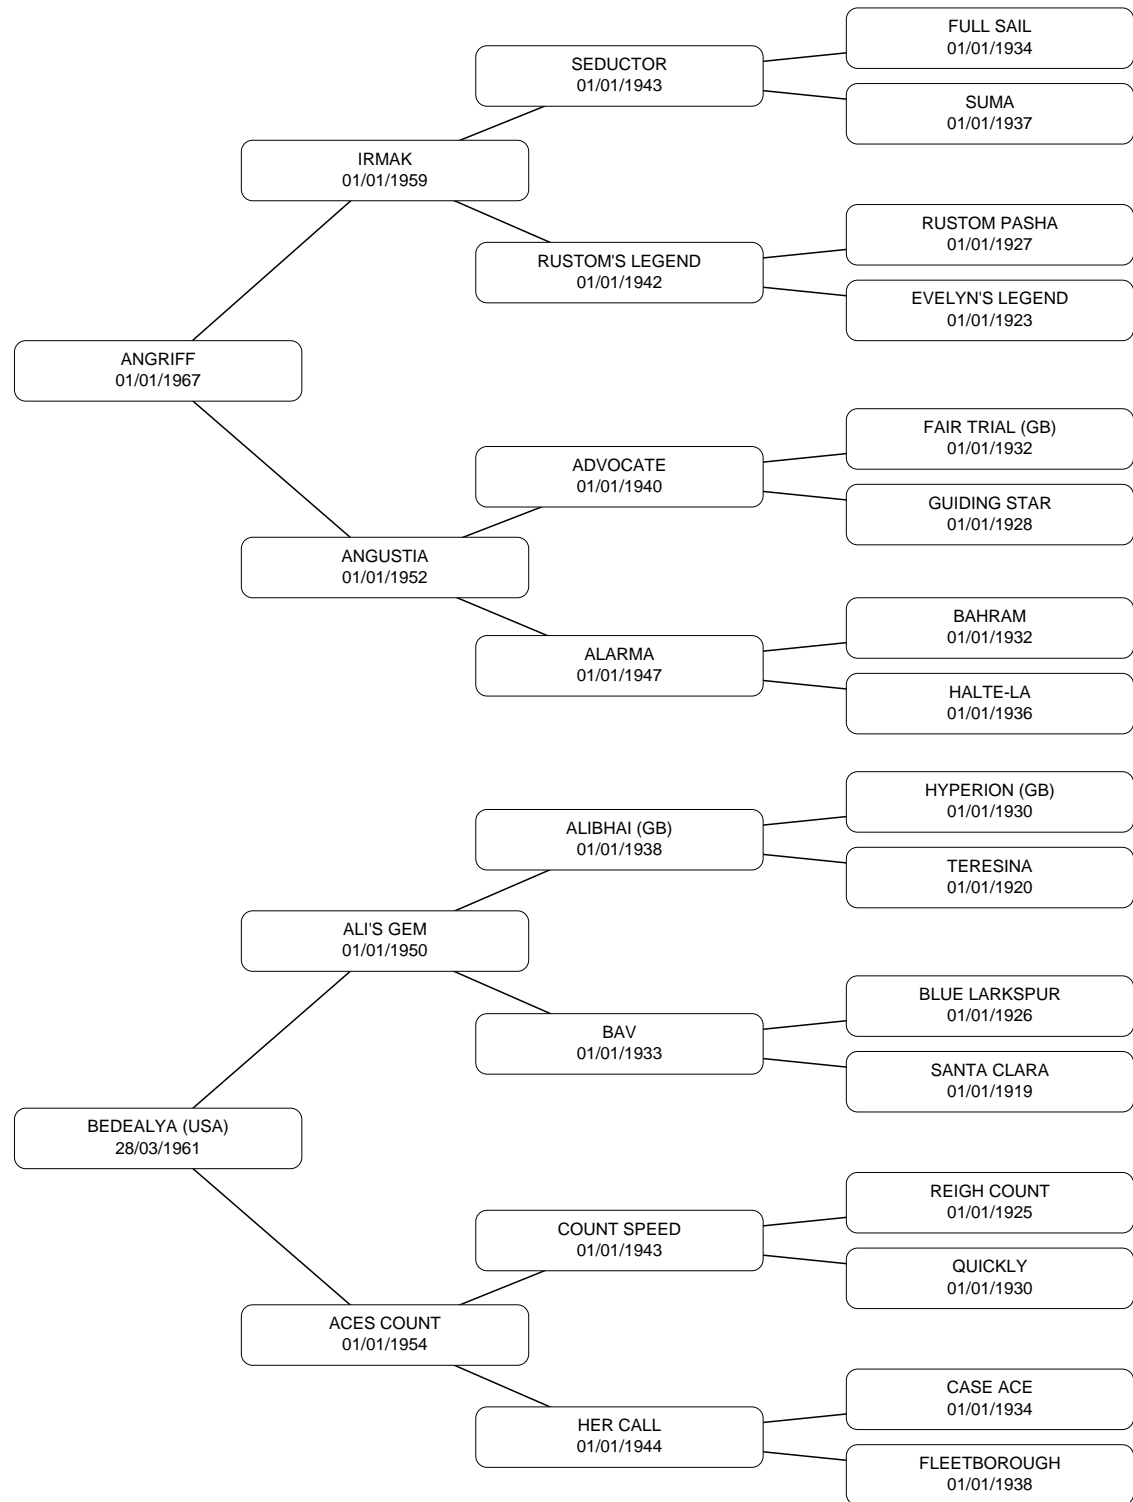 FULL SAIL
01/01/1934
SEDUCTOR
01/01/1943
SUMA
01/01/1937
IRMAK
01/01/1959
RUSTOM PASHA
01/01/1927
RUSTOM'S LEGEND
01/01/1942
EVELYN'S LEGEND
01/01/1923
ANGRIFF
01/01/1967
FAIR TRIAL (GB)
01/01/1932
ADVOCATE
01/01/1940
GUIDING STAR
01/01/1928
ANGUSTIA
01/01/1952
BAHRAM
01/01/1932
ALARMA
01/01/1947
HALTE-LA
01/01/1936
HYPERION (GB)
01/01/1930
ALIBHAI (GB)
01/01/1938
TERESINA
01/01/1920
ALI'S GEM
01/01/1950
BLUE LARKSPUR
01/01/1926
BAV
01/01/1933
SANTA CLARA
01/01/1919
BEDEALYA (USA)
28/03/1961
REIGH COUNT
01/01/1925
COUNT SPEED
01/01/1943
QUICKLY
01/01/1930
ACES COUNT
01/01/1954
CASE ACE
01/01/1934
HER CALL
01/01/1944
FLEETBOROUGH
01/01/1938